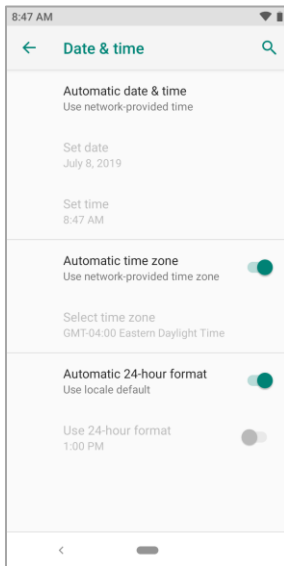 8:47 AM
Date & time
Automatic date & time
Use network-provided time
Set date
July 8, 2019
Set time
8:47 AM
Automatic time zone
Use network-provided time zone
Select time zone
GMT-04:00 Eastern Daylight Time
Automatic 24-hour format
Use locale default
Use 24-hour format
1:00 PM